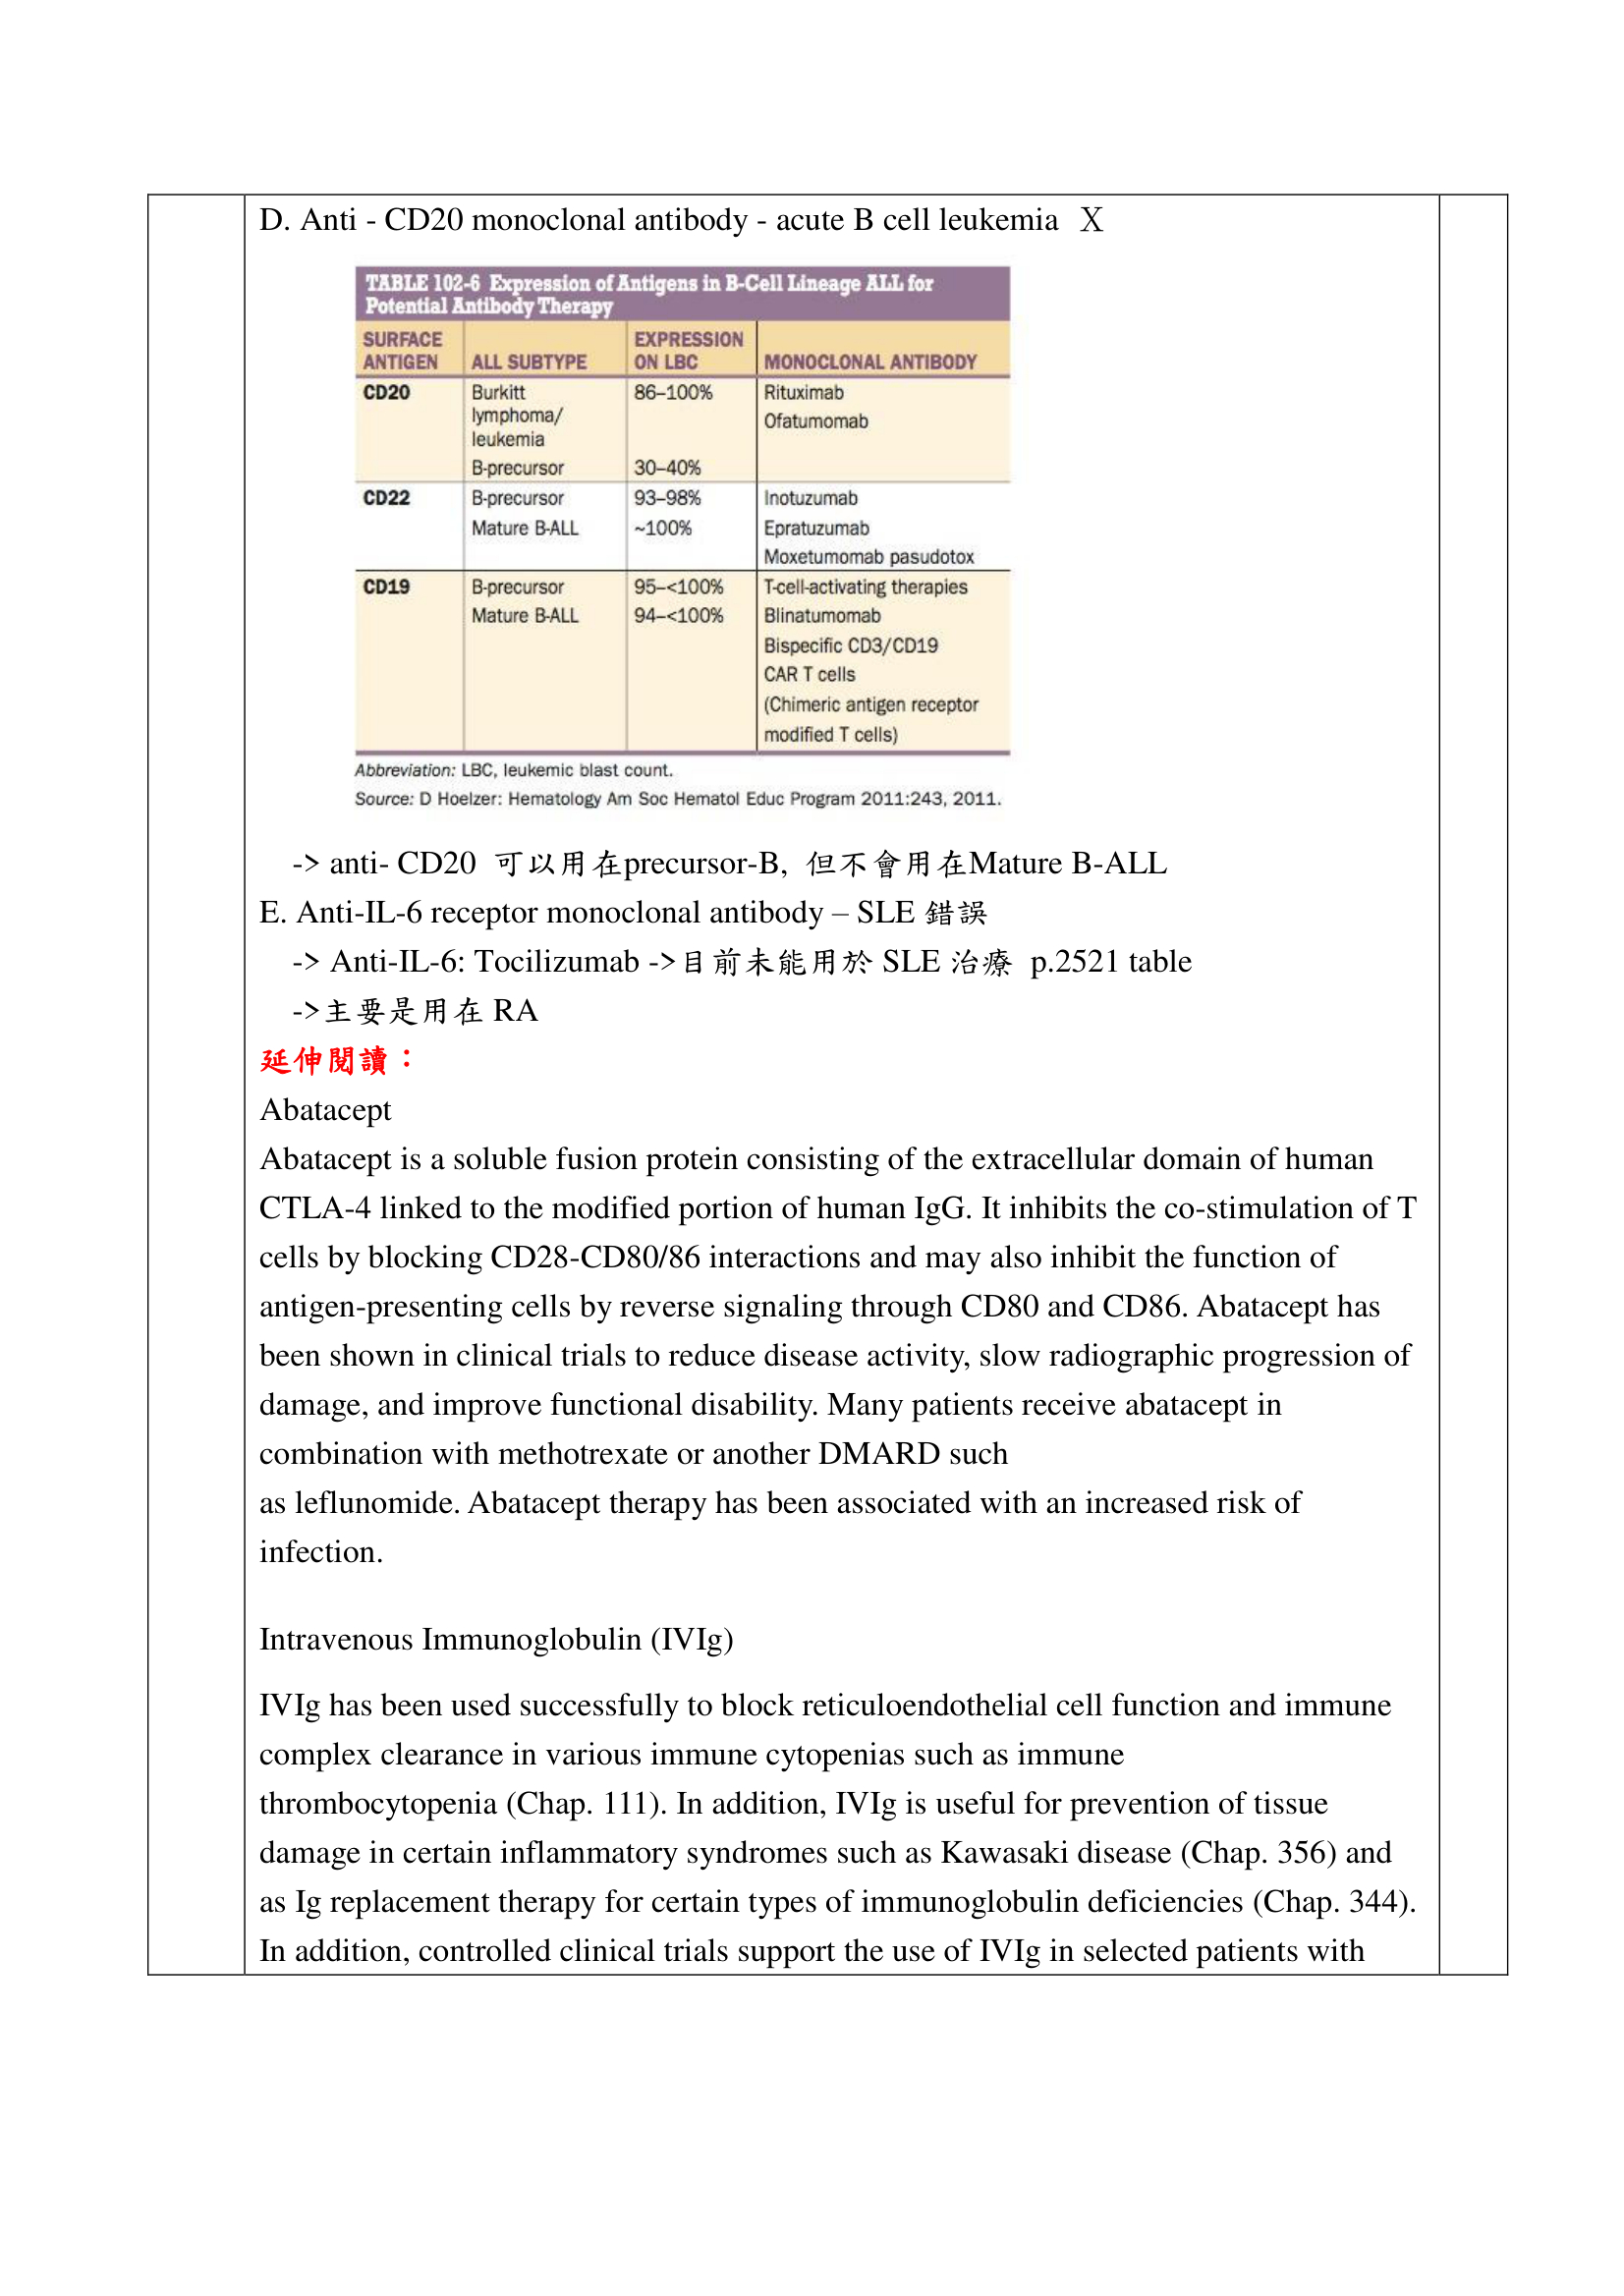 D. Anti - CD20 monoclonal antibody - acute B cell leukemia X
TABLE 102-6 Expression of Antigens in B-Cell Lineage ALL for
Potential Antibody Therapy
SURFACE ANTIGEN ALL SUBTYPE EXPRESSION ON LBC MONOCLONAL ANTIBODY
CD20 Burkitt 86–100% Rituximab
lymphoma/ Ofatumomab
leukemia
B-precursor 30–40%
CD22 B-precursor 93–98% Inotuzumab
Mature B-ALL ~100% Epratuzumab
Moxetumomab pasudotox
CD19 B-precursor 95–<100% T-cell-activating therapies
Mature B-ALL 94–<100% Blinatumomab
Bispecific CD3/CD19
CAR T cells
(Chimeric antigen receptor
modified T cells)
Abbreviation: LBC, leukemic blast count.
Source: D Hoelzer: Hematology Am Soc Hematol Educ Program 2011:243, 2011.
-> anti- CD20 可以用在precursor-B, 但不會用在Mature B-ALL
E. Anti-IL-6 receptor monoclonal antibody – SLE 錯誤
-> Anti-IL-6: Tocilizumab ->目前未能用於 SLE 治療 p.2521 table
->主要是用在 RA
延伸閱讀：
Abatacept
Abatacept is a soluble fusion protein consisting of the extracellular domain of human
CTLA-4 linked to the modified portion of human IgG. It inhibits the co-stimulation of T
cells by blocking CD28-CD80/86 interactions and may also inhibit the function of
antigen-presenting cells by reverse signaling through CD80 and CD86. Abatacept has
been shown in clinical trials to reduce disease activity, slow radiographic progression of
damage, and improve functional disability. Many patients receive abatacept in
combination with methotrexate or another DMARD such
as leflunomide. Abatacept therapy has been associated with an increased risk of
infection.
Intravenous Immunoglobulin (IVIg)
IVIg has been used successfully to block reticuloendothelial cell function and immune
complex clearance in various immune cytopenias such as immune
thrombocytopenia (Chap. 111). In addition, IVIg is useful for prevention of tissue
damage in certain inflammatory syndromes such as Kawasaki disease (Chap. 356) and
as Ig replacement therapy for certain types of immunoglobulin deficiencies (Chap. 344).
In addition, controlled clinical trials support the use of IVIg in selected patients with